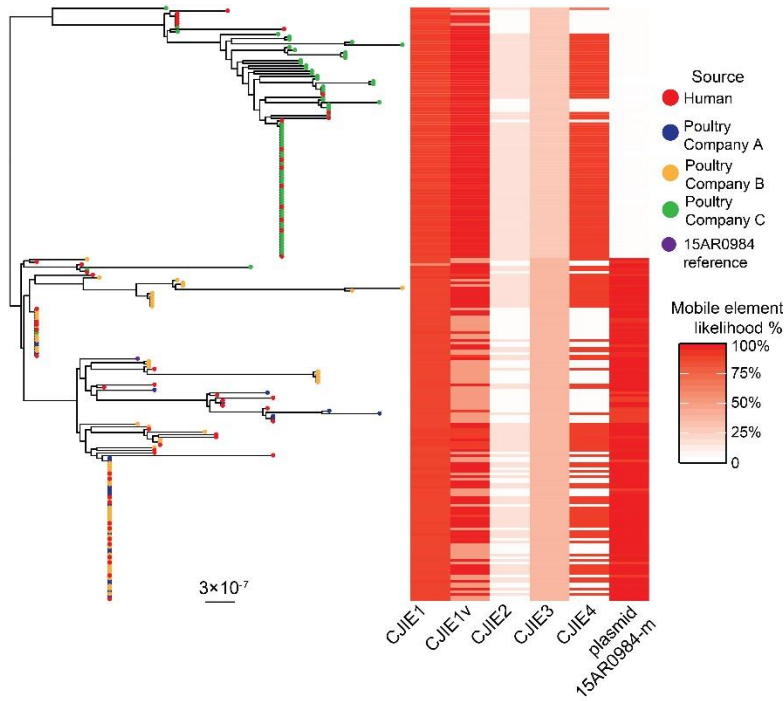 Source
Human
Poultry
Company A
Poultry
Company B
Poultry
Company C
15AR0984
reference
Mobile element
likelihood %
100%
75%
50%
25%
0
3×10⁻⁷
CJIE1
CJIE1v
CJIE2
CJIE3
CJIE4
plasmid
15AR0984-m